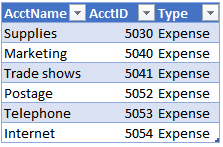 AcctName AcctID Type
Supplies 5030 Expense
Marketing 5040 Expense
Trade shows 5041 Expense
Postage 5052 Expense
Telephone 5053 Expense
Internet 5054 Expense